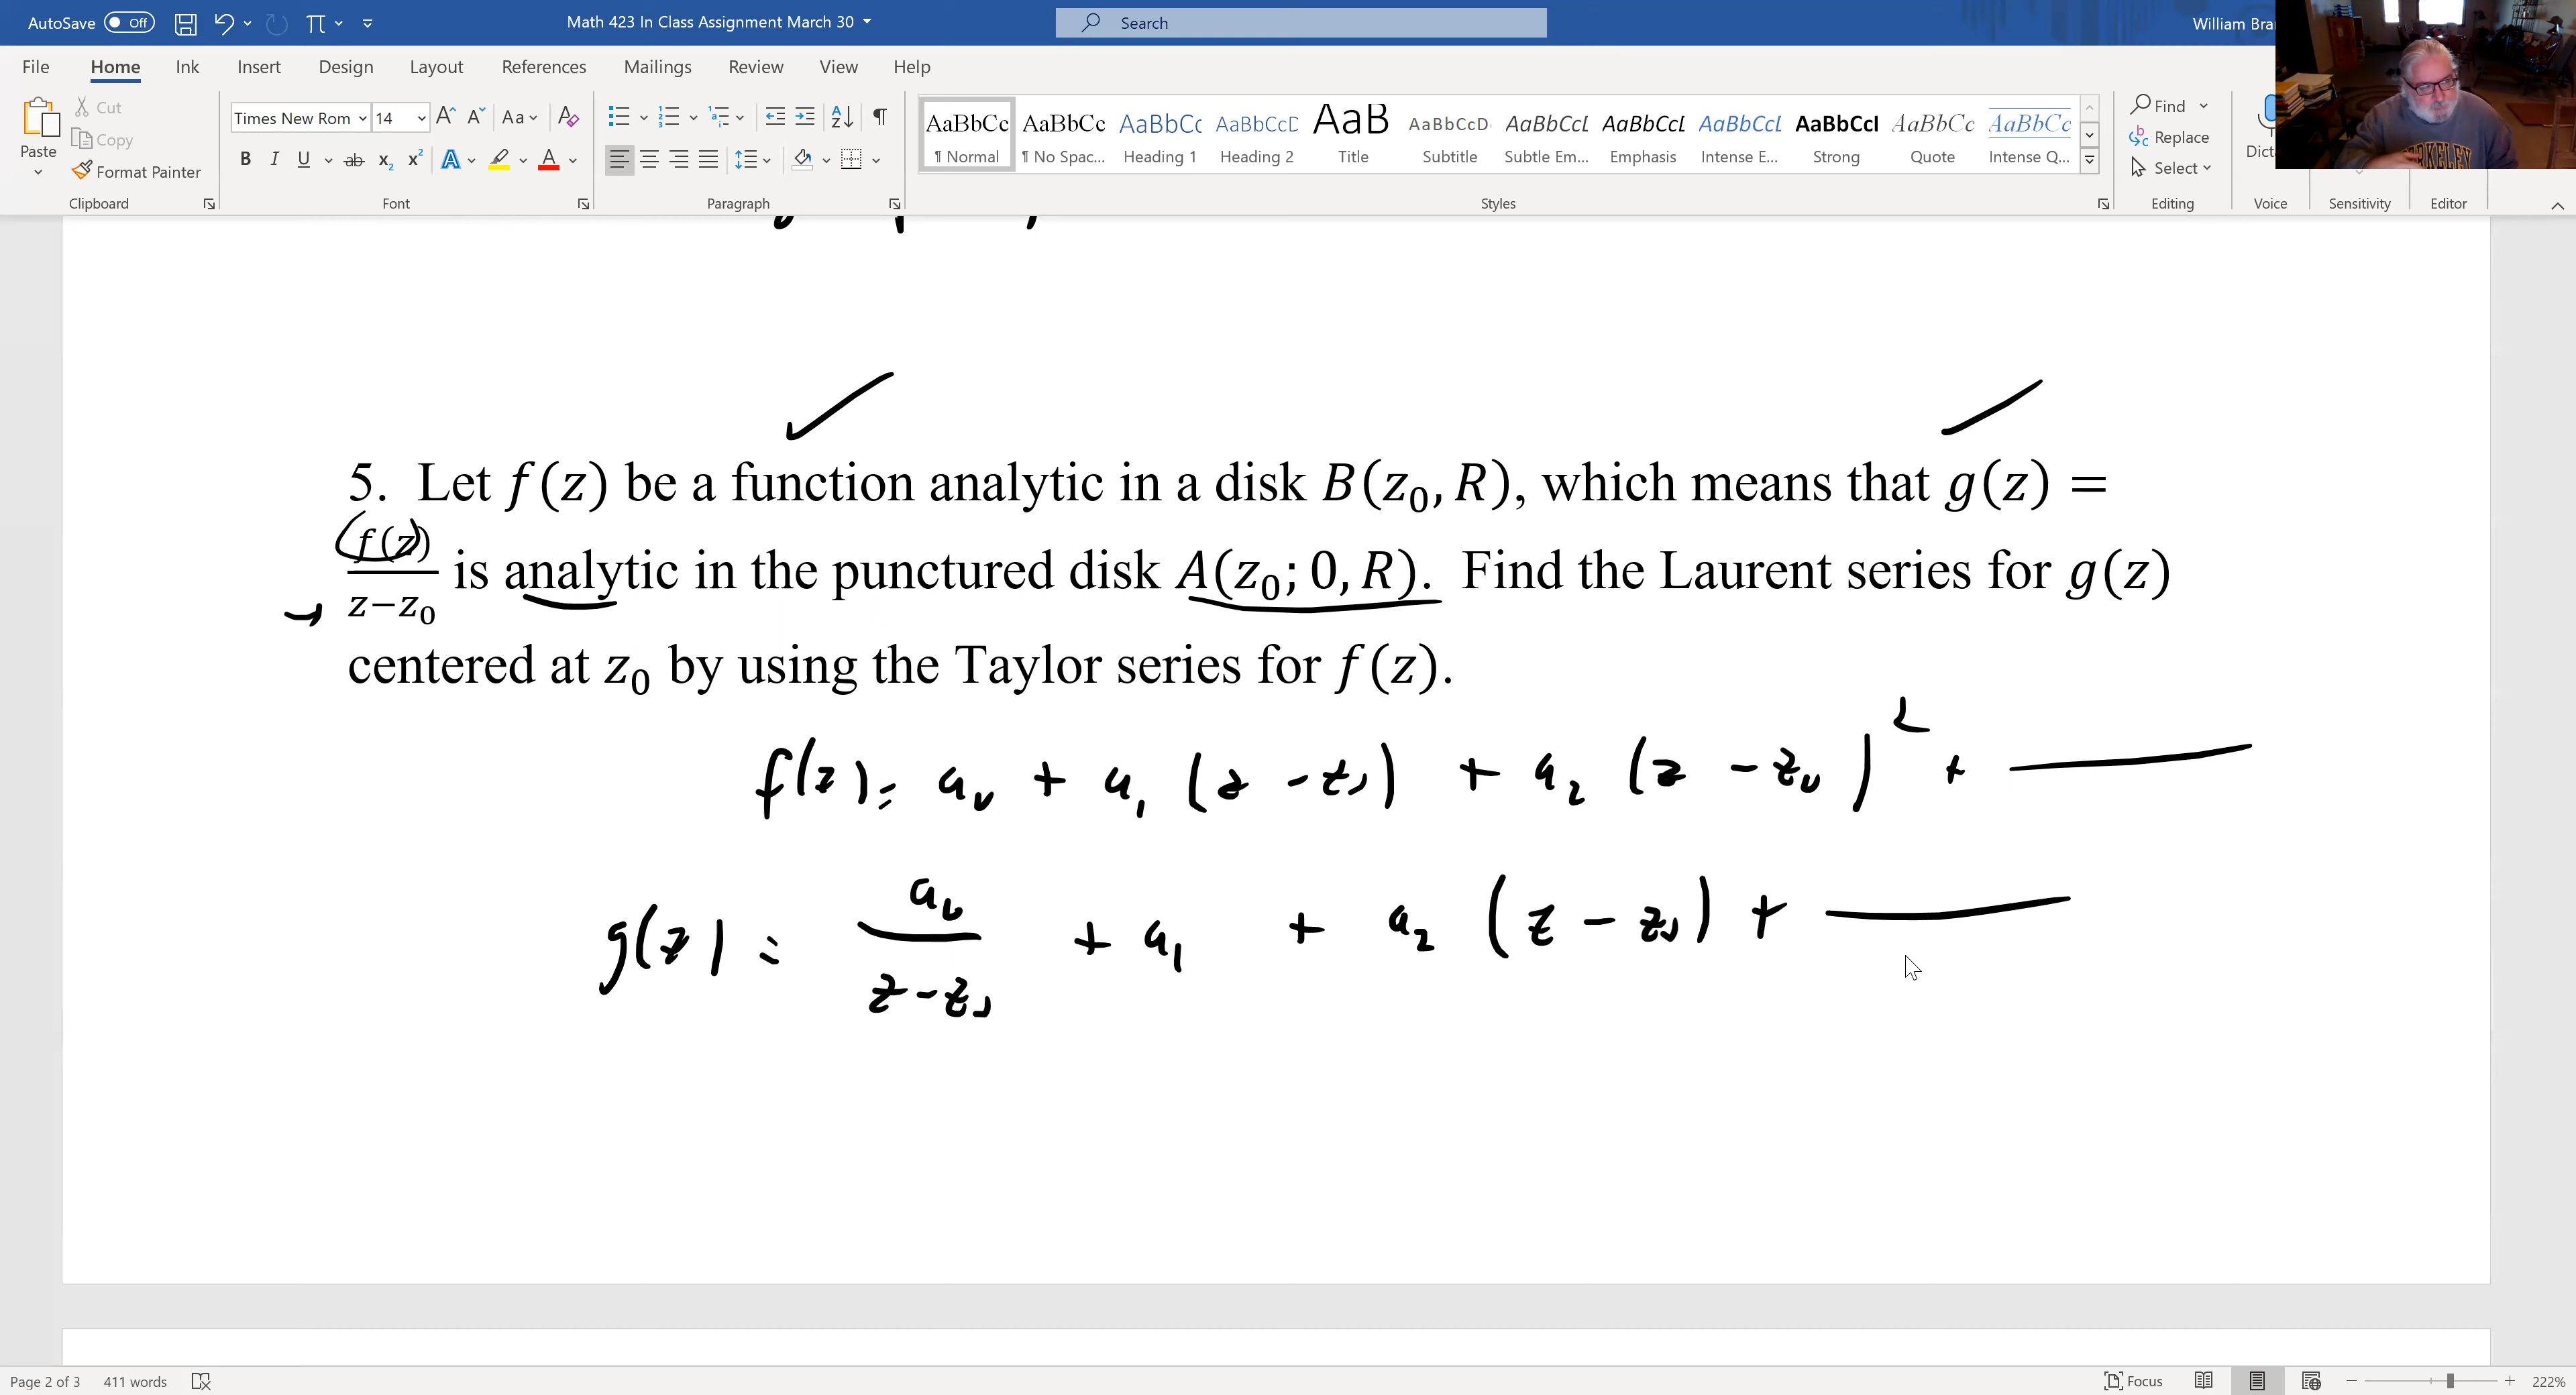 AutoSave Off Math 423 In Class Assignment March 30 Search William Bra
File Home Ink Insert Design Layout References Mailings Review View Help
Paste Cut Copy Format Painter
Clipboard
Times New Rom 14 A^ A˅ Aa
B I U ab x₂ x² A A
Font
Paragraph
AaBbCc AaBbCc AaBbCc AaBbCcD AaB AaBbCcD AaBbCcL AaBbCcL AaBbCcL AaBbCcI AaBbCc AaBbCc
¶ Normal ¶ No Spac... Heading 1 Heading 2 Title Subtitle Subtle Em... Emphasis Intense E... Strong Quote Intense Q...
Styles
Find Replace Select
Editing
Voice
Sensitivity
Editor
5. Let f(z) be a function analytic in a disk B(z₀, R), which means that g(z) =
f(z)/(z−z₀) is analytic in the punctured disk A(z₀; 0, R). Find the Laurent series for g(z)
centered at z₀ by using the Taylor series for f(z).
f(z) = a₀ + a₁ (z − z₀) + a₂ (z − z₀)² + ———
g(z) = a₀/(z − z₀) + a₁ + a₂ (z − z₀) + ———
Page 2 of 3 411 words Focus 222%